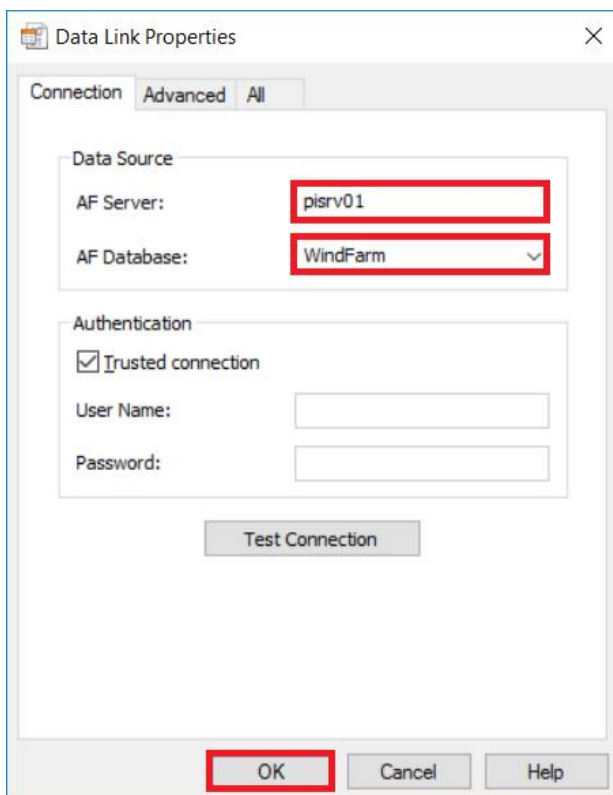 Data Link Properties
Connection Advanced All
Data Source
AF Server: pisrv01
AF Database: WindFarm
Authentication
Trusted connection
User Name:
Password:
Test Connection
OK Cancel Help